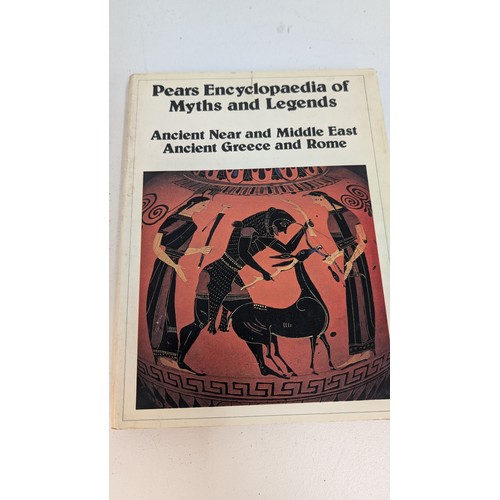 Pears Encyclopaedia of
Myths and Legends
Ancient Near and Middle East
Ancient Greece and Rome